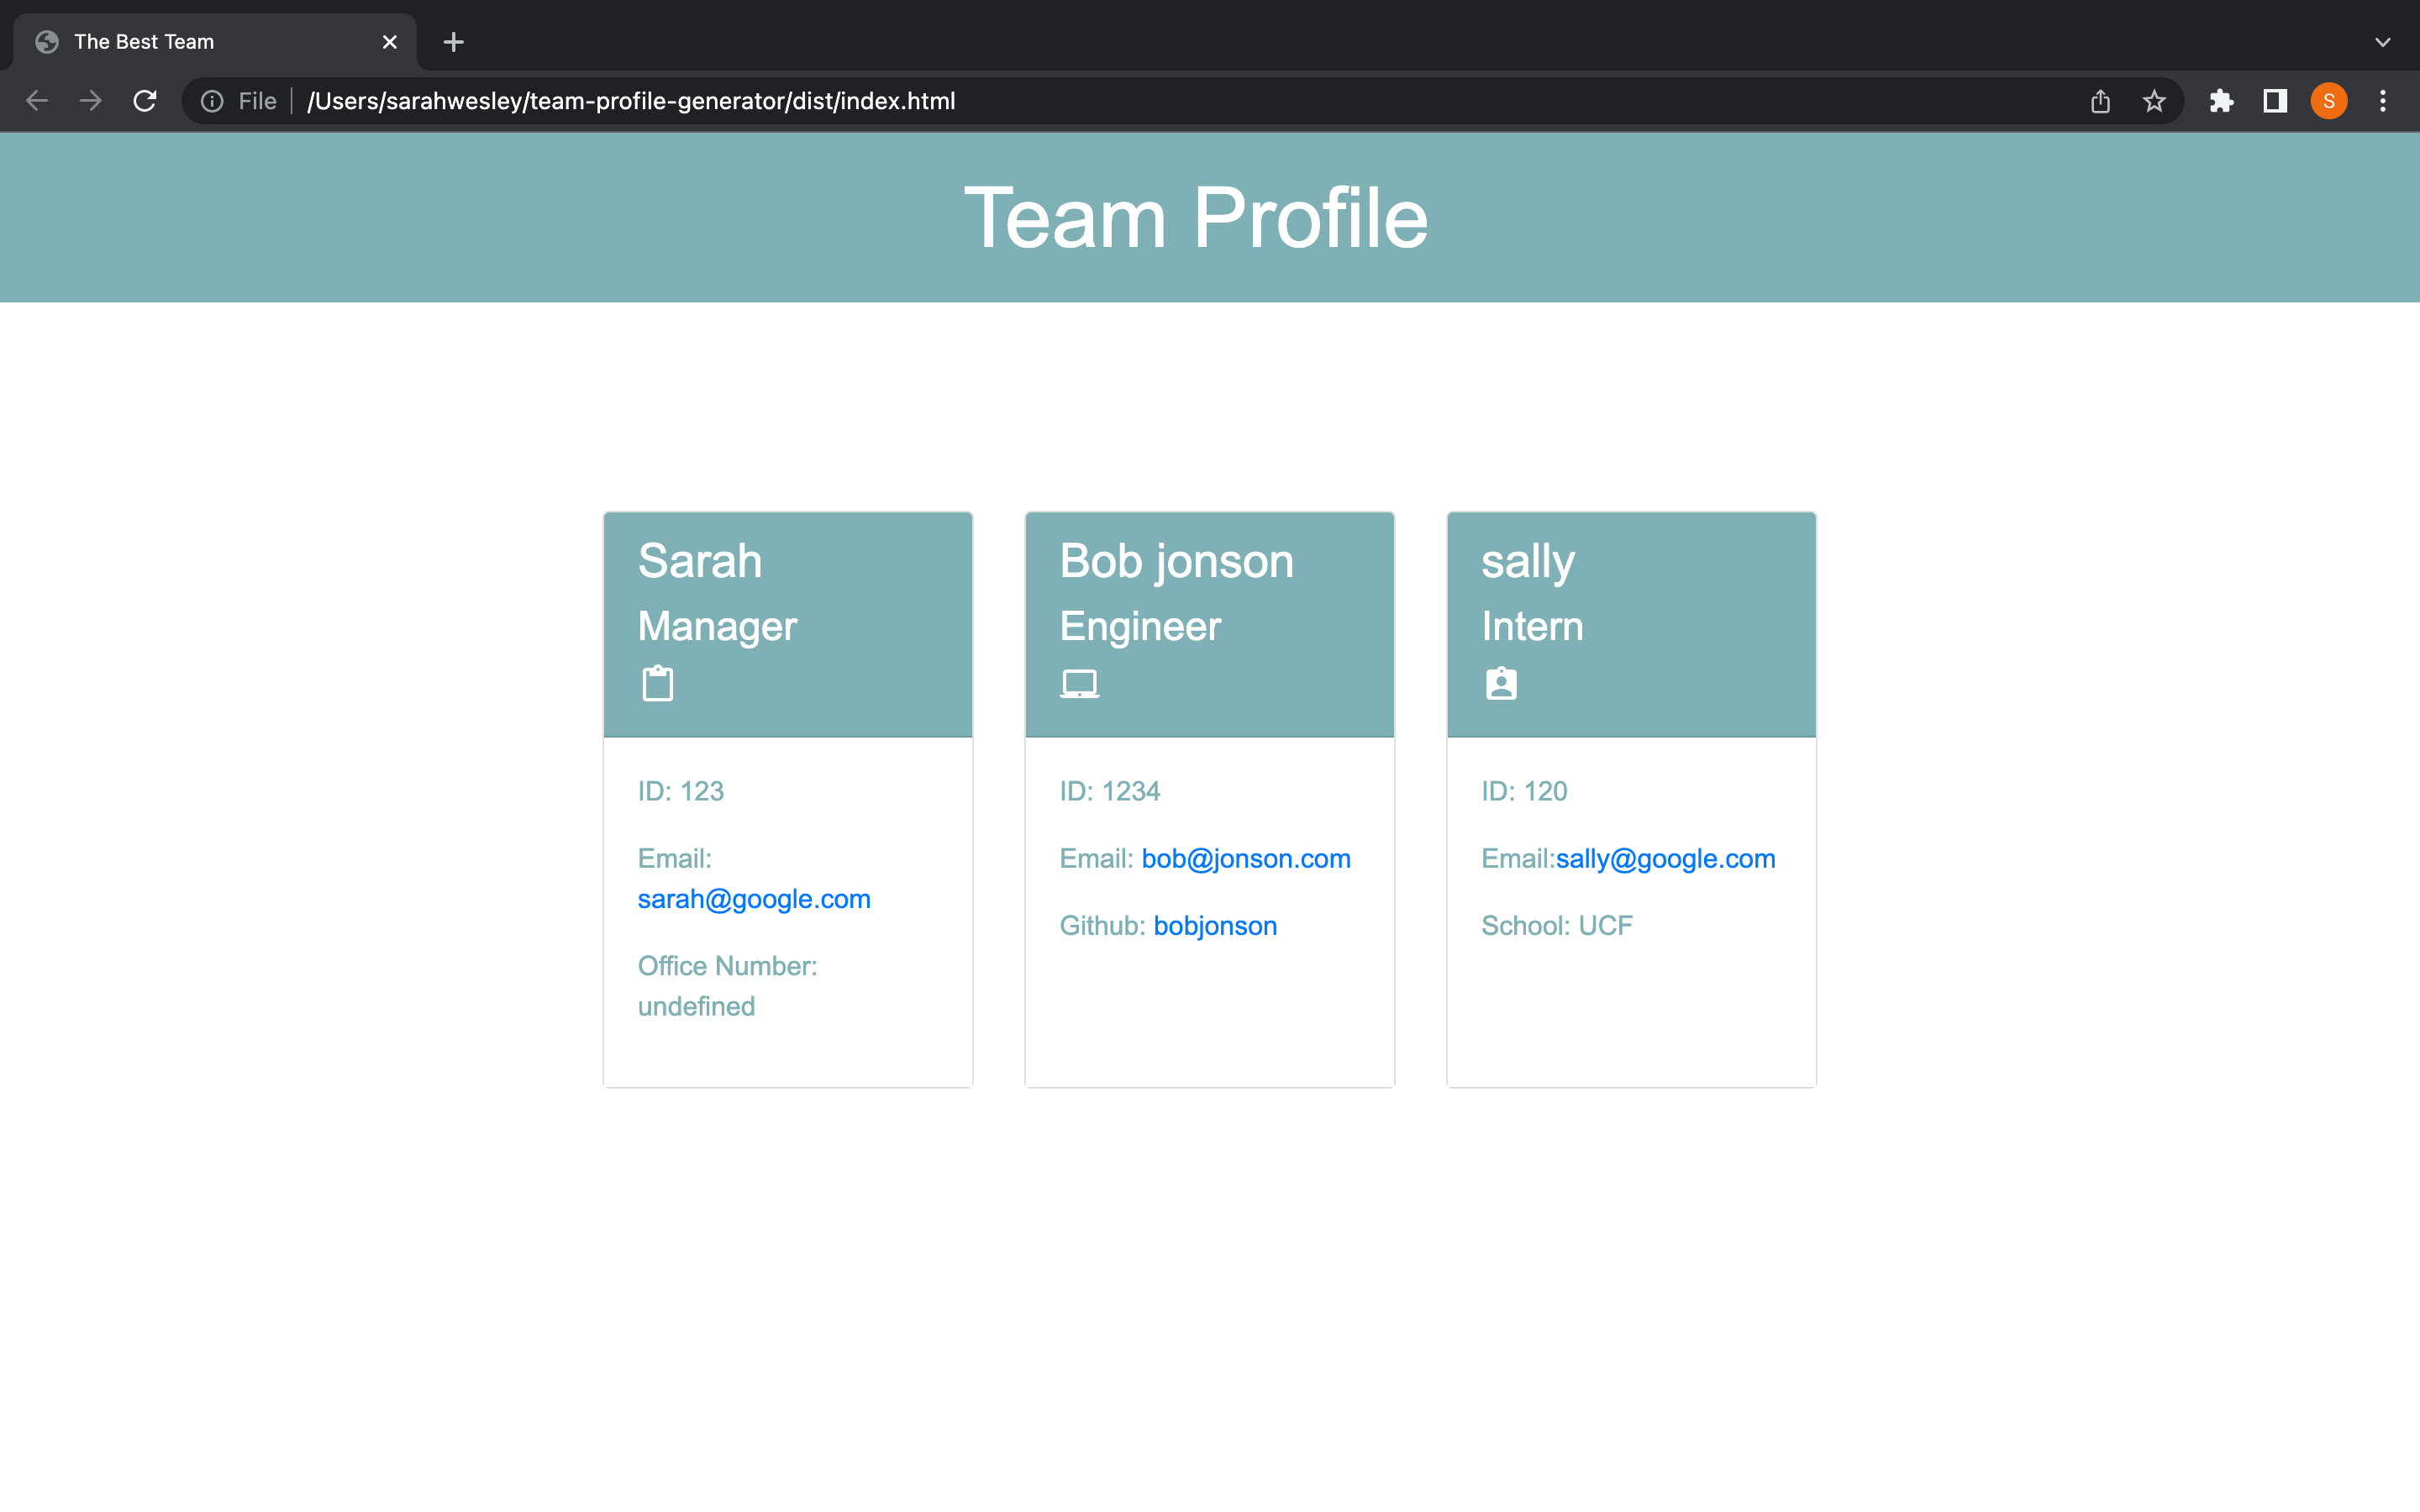 The Best Team
File /Users/sarahwesley/team-profile-generator/dist/index.html
S
Team Profile
Sarah
Manager
ID: 123
Email:
sarah@google.com
Office Number:
undefined
Bob jonson
Engineer
ID: 1234
Email: bob@jonson.com
Github: bobjonson
sally
Intern
ID: 120
Email:sally@google.com
School: UCF